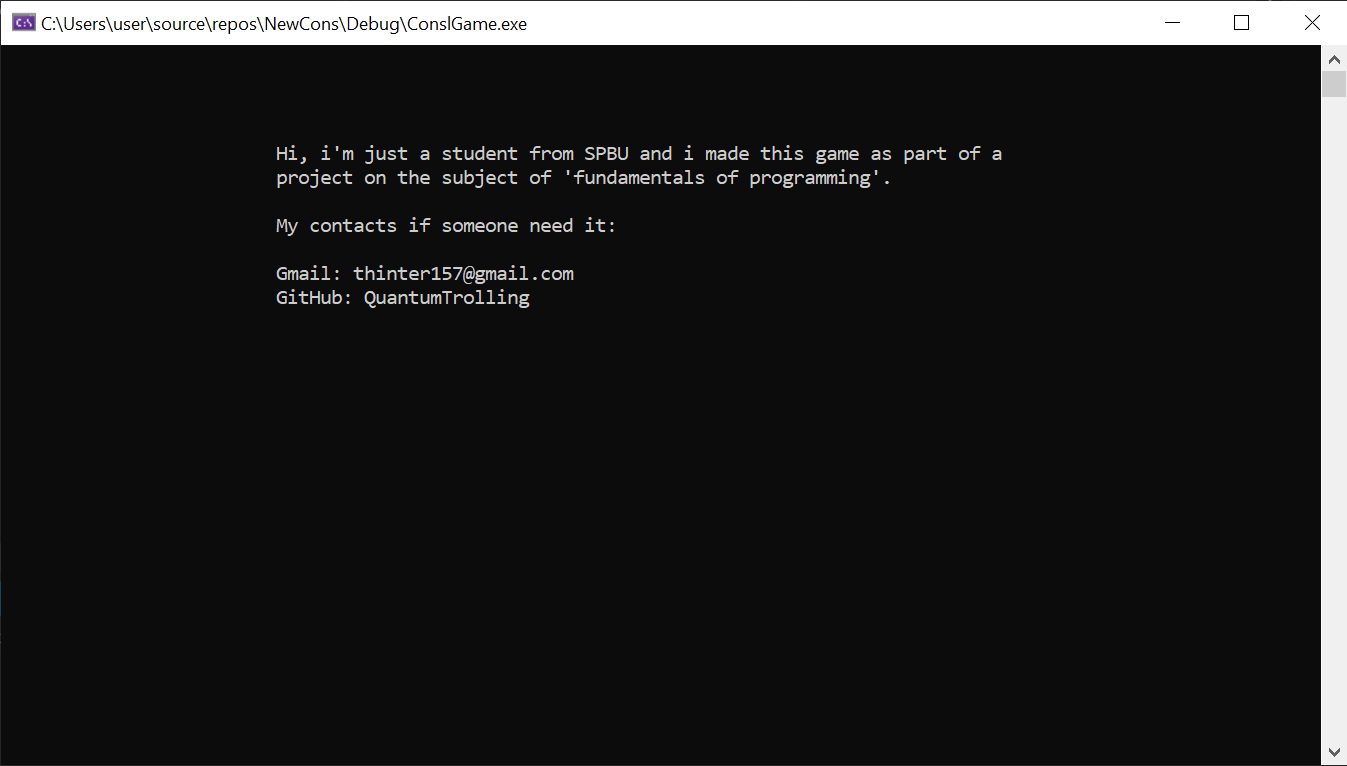 C:\Users\user\source\repos\NewCons\Debug\ConslGame.exe
Hi, i'm just a student from SPBU and i made this game as part of a
project on the subject of 'fundamentals of programming'.
My contacts if someone need it:
Gmail: thinter157@gmail.com
GitHub: QuantumTrolling